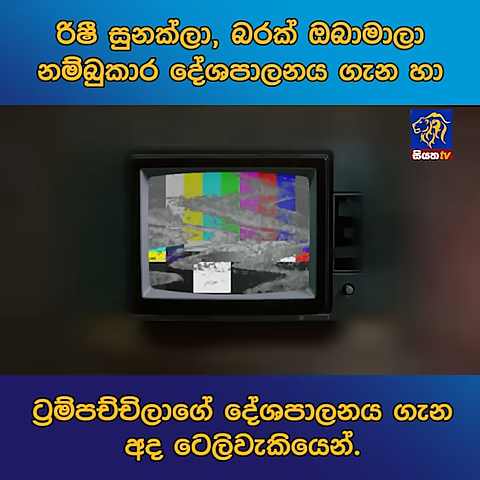 රිෂී සුනක්ලා, බරක් ඔබාමාලා
නම්බුකාර දේශපාලනය ගැන හා
සියත tv
ට්‍රම්පච්චිලාගේ දේශපාලනය ගැන
අද ටෙලිවැකියෙන්.